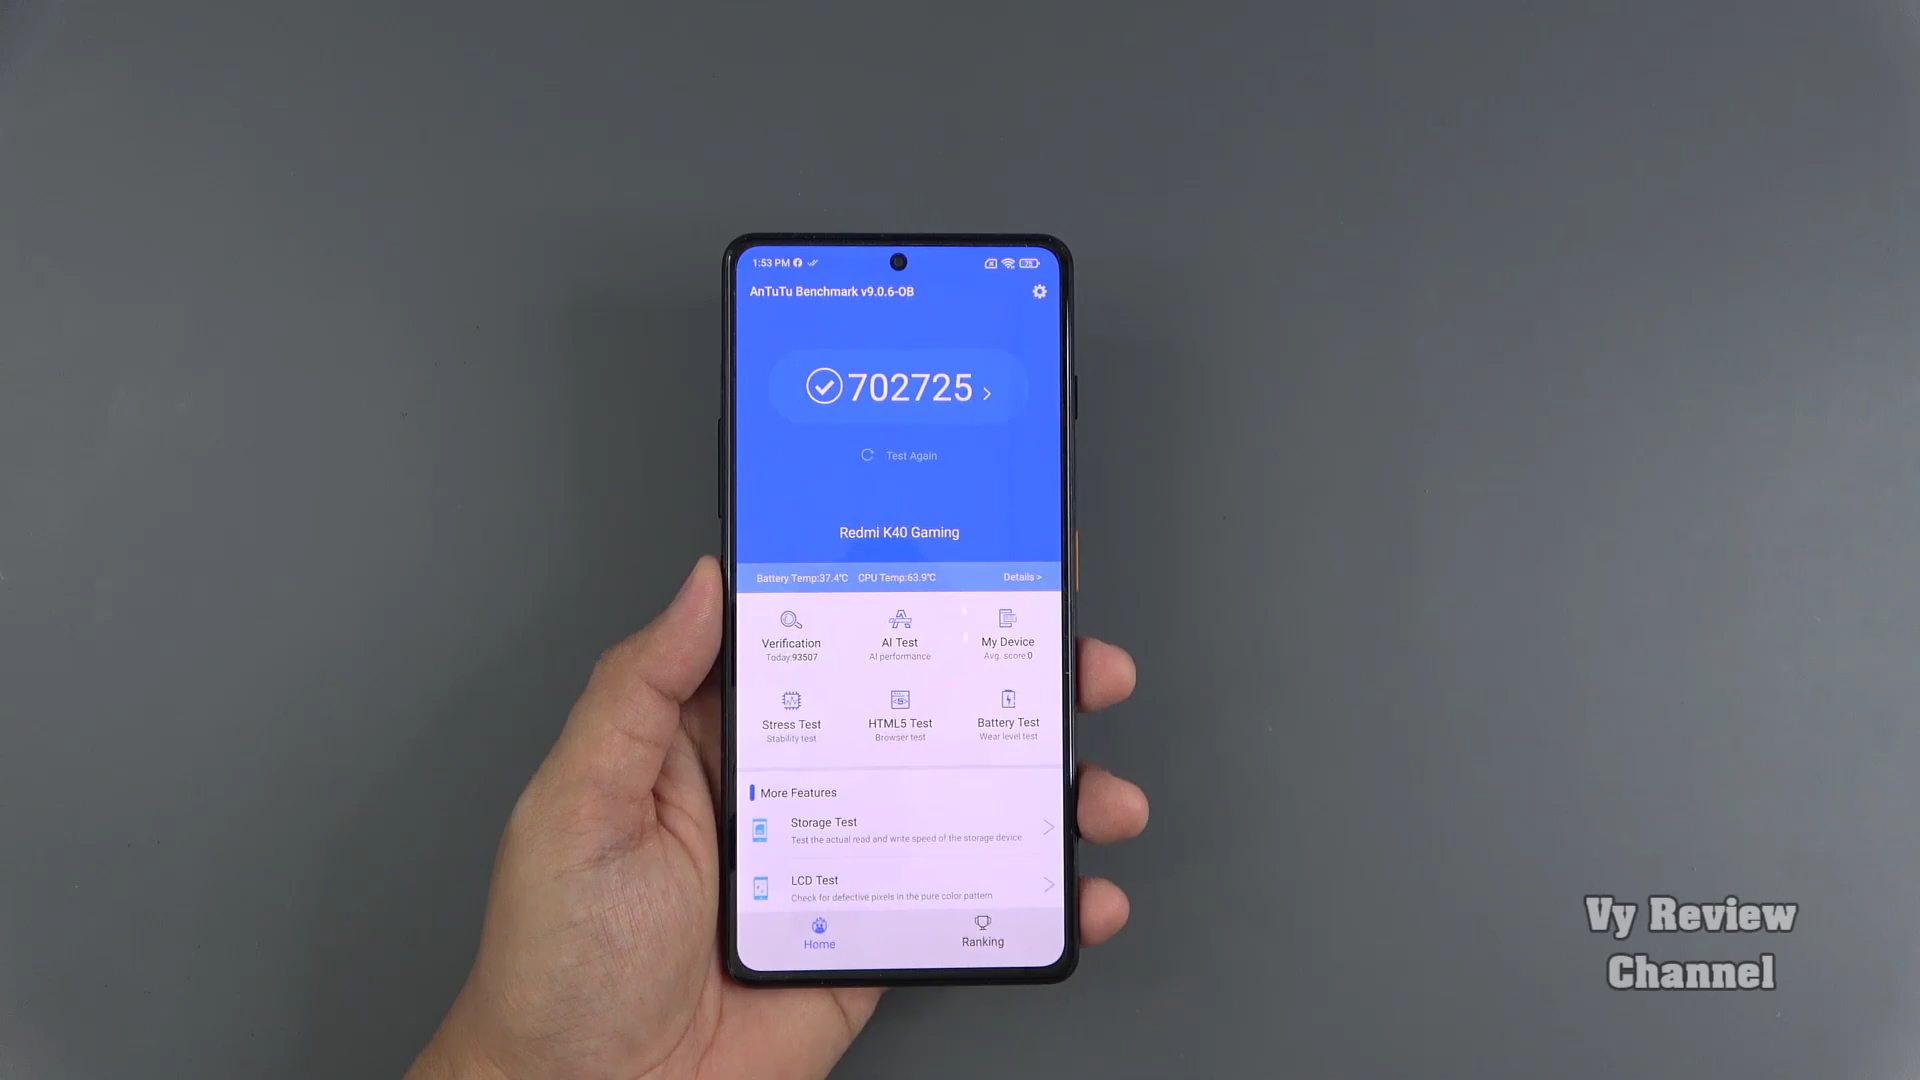 1:53 PM
75
AnTuTu Benchmark v9.0.6-OB
702725
Test Again
Redmi K40 Gaming
Battery Temp:37.4℃ CPU Temp:63.9℃ Details >
Verification AI Test My Device
Today:93507 AI performance Avg. score:0
Stress Test HTML5 Test Battery Test
Stability test Browser test Wear level test
More Features
Storage Test
Test the actual read and write speed of the storage device
LCD Test
Check for defective pixels in the pure color pattern
Home Ranking
Vy Review
Channel